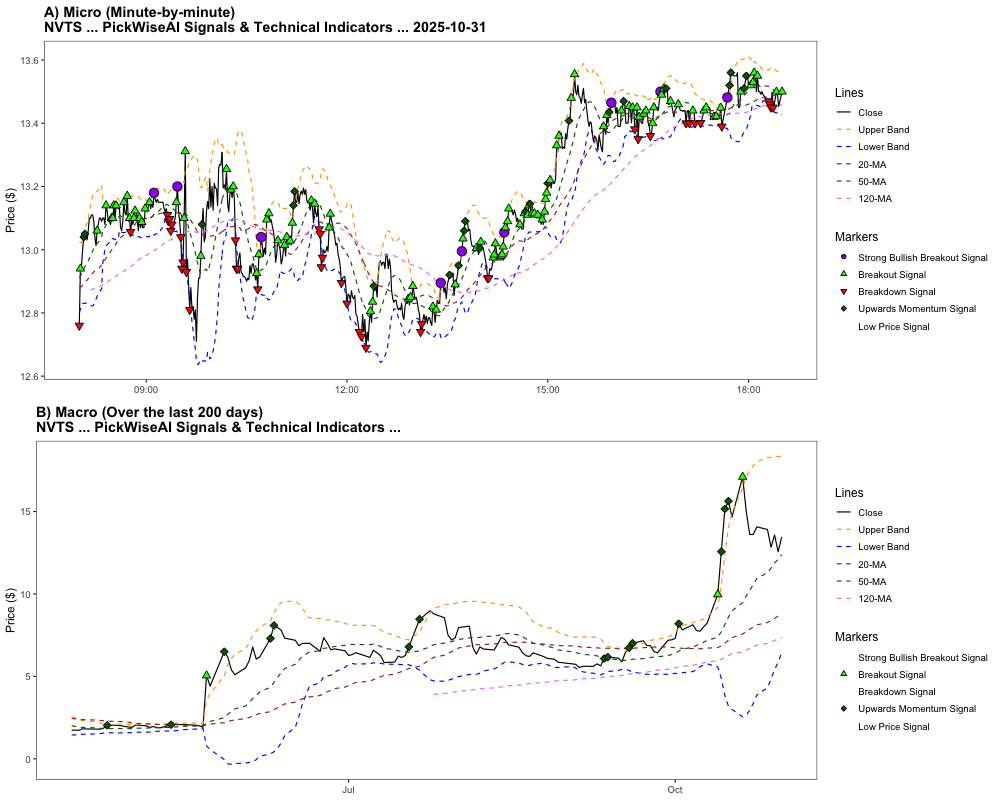 A) Micro (Minute-by-minute)
NVTS ... PickWiseAI Signals & Technical Indicators ... 2025-10-31
13.6
13.4
13.2
13.0
12.8
12.6
Price ($)
09:00
12:00
15:00
18:00
Lines
Close
Upper Band
Lower Band
20-MA
50-MA
120-MA
Markers
Strong Bullish Breakout Signal
Breakout Signal
Breakdown Signal
Upwards Momentum Signal
Low Price Signal
B) Macro (Over the last 200 days)
NVTS ... PickWiseAI Signals & Technical Indicators ...
15
10
5
0
Price ($)
Jul
Oct
Lines
Close
Upper Band
Lower Band
20-MA
50-MA
120-MA
Markers
Strong Bullish Breakout Signal
Breakout Signal
Breakdown Signal
Upwards Momentum Signal
Low Price Signal